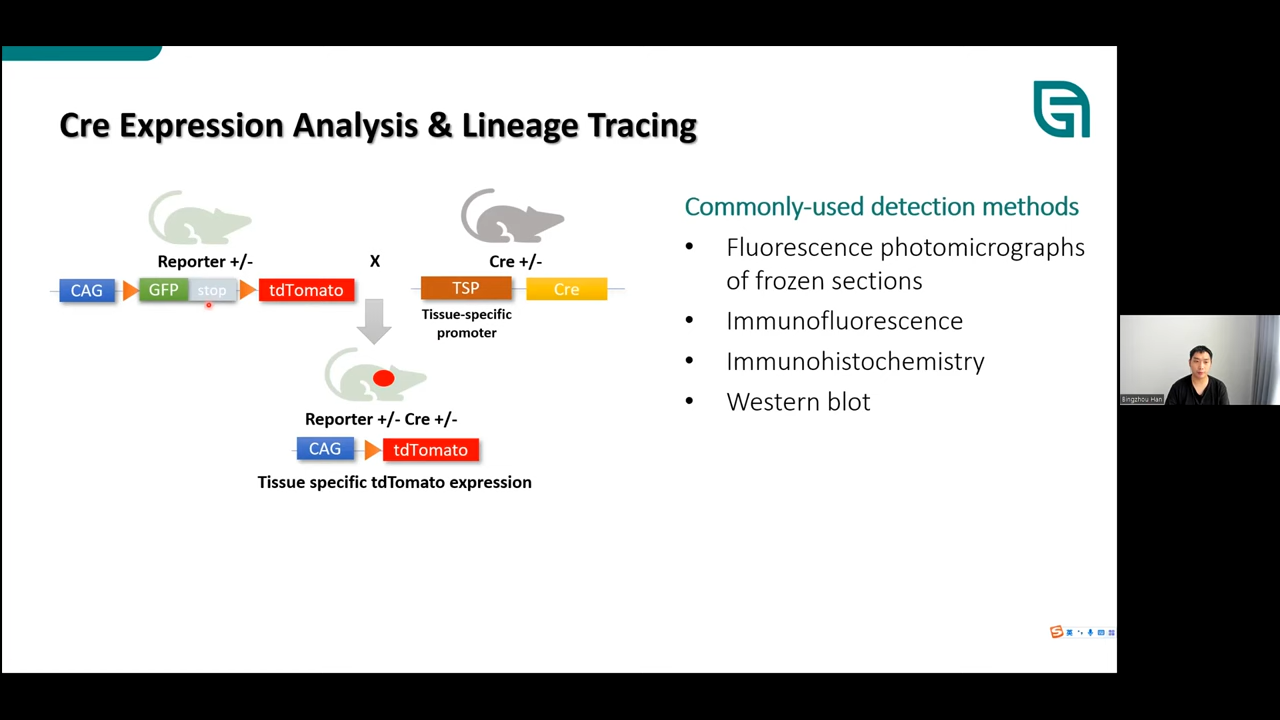 Cre Expression Analysis & Lineage Tracing
Reporter +/-
X
Cre +/-
CAG
GFP
stop
tdTomato
TSP
Cre
Tissue-specific
promoter
Reporter +/- Cre +/-
CAG
tdTomato
Tissue specific tdTomato expression
Commonly-used detection methods
• Fluorescence photomicrographs
of frozen sections
• Immunofluorescence
• Immunohistochemistry
• Western blot
Bingzhou Han
英